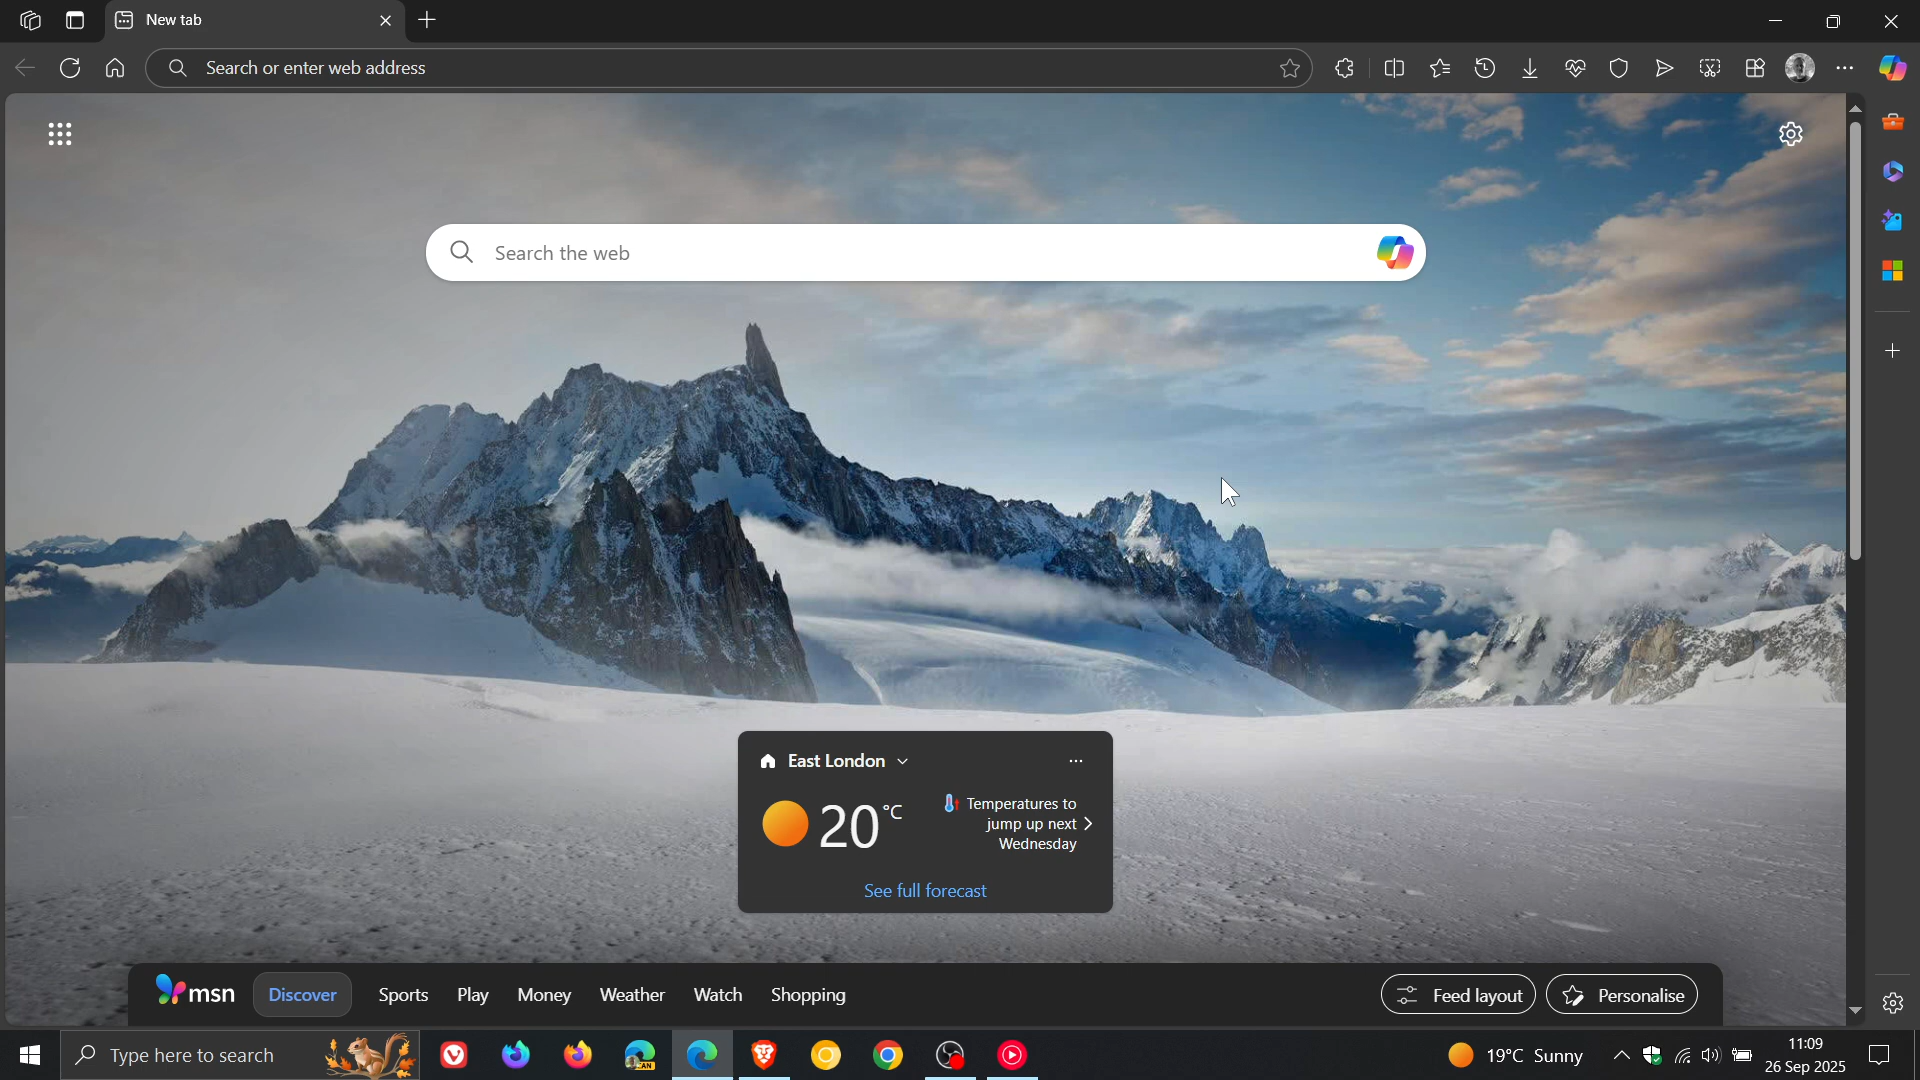 New tab
Search or enter web address
Search the web
East London
20 °C
Temperatures to
jump up next
Wednesday
See full forecast
msn
Discover
Sports
Play
Money
Weather
Watch
Shopping
Feed layout
Personalise
Type here to search
19°C Sunny
11:09
26 Sep 2025